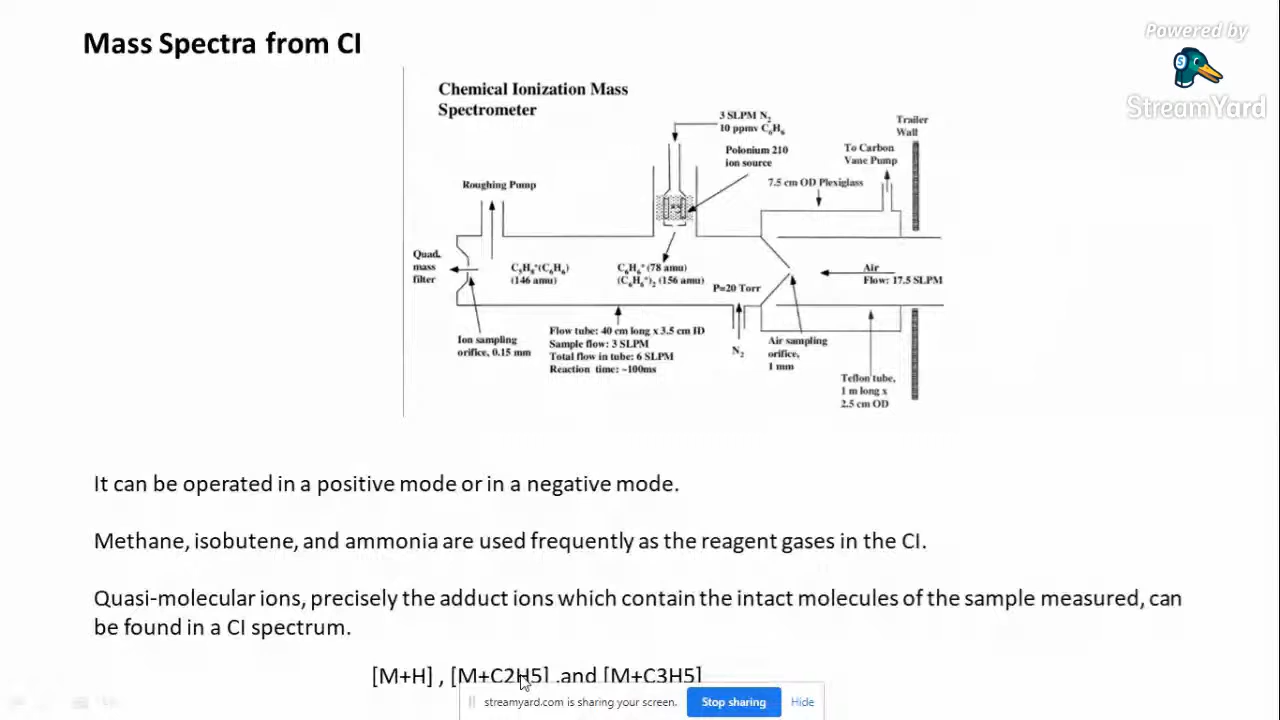 Mass Spectra from CI
Powered by
StreamYard
Chemical Ionization Mass
Spectrometer
3 SLPM N2
10 ppmv C6H6
Polonium 210
ion source
Trailer
Wall
To Carbon
Vane Pump
7.5 cm OD Plexiglass
Roughing Pump
Quad.
mass
filter
C5H8+(C6H6)
(146 amu)
C6H6+ (78 amu)
(C6H6+)2 (156 amu)
P=20 Torr
Air
Flow: 17.5 SLPM
Ion sampling
orifice, 0.15 mm
Flow tube: 40 cm long x 3.5 cm ID
Sample flow: 3 SLPM
Total flow in tube: 6 SLPM
Reaction time: ~100ms
N2
Air sampling
orifice,
1 mm
Teflon tube,
1 m long x
2.5 cm OD
It can be operated in a positive mode or in a negative mode.
Methane, isobutene, and ammonia are used frequently as the reagent gases in the CI.
Quasi-molecular ions, precisely the adduct ions which contain the intact molecules of the sample measured, can
be found in a CI spectrum.
[M+H] , [M+C2H5] ,and [M+C3H5]
streamyard.com is sharing your screen.
Stop sharing
Hide